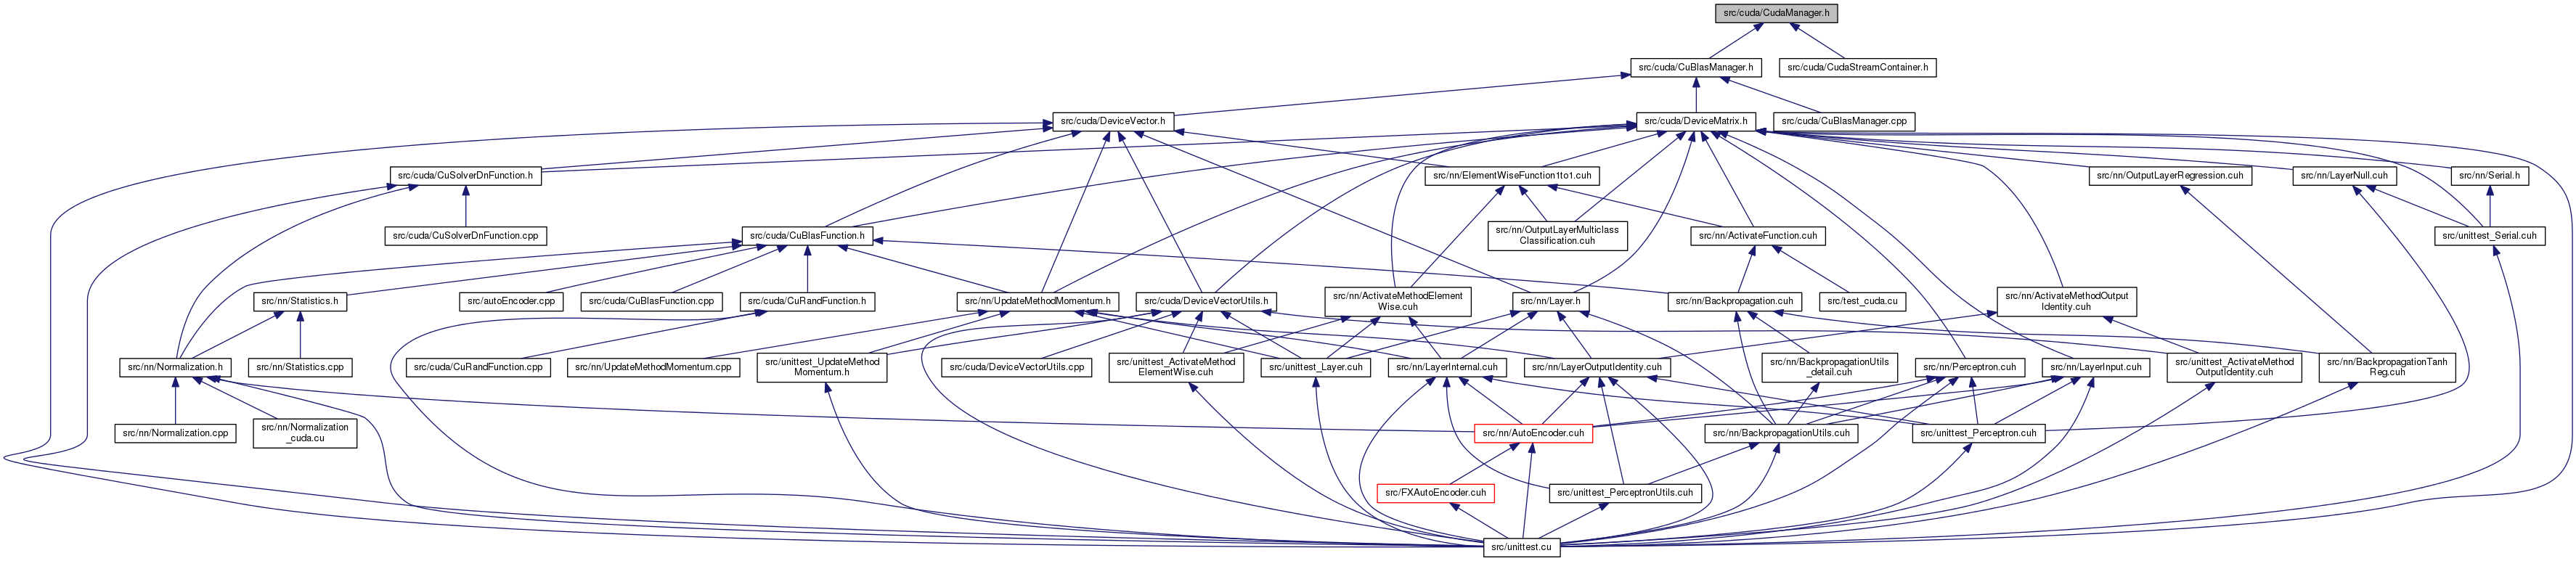 src/cuda/CudaManager.h
src/cuda/CuBlasManager.h
src/cuda/CudaStreamContainer.h
src/cuda/DeviceVector.h
src/cuda/DeviceMatrix.h
src/cuda/CuBlasManager.cpp
src/cuda/CuSolverDnFunction.h
src/nn/ElementWiseFunction1to1.cuh
src/nn/OutputLayerRegression.cuh
src/nn/LayerNull.cuh
src/nn/Serial.h
src/cuda/CuSolverDnFunction.cpp
src/cuda/CuBlasFunction.h
src/nn/OutputLayerMulticlass
Classification.cuh
src/nn/ActivateFunction.cuh
src/unittest_Serial.cuh
src/nn/Statistics.h
src/autoEncoder.cpp
src/cuda/CuBlasFunction.cpp
src/cuda/CuRandFunction.h
src/nn/UpdateMethodMomentum.h
src/cuda/DeviceVectorUtils.h
src/nn/ActivateMethodElement
Wise.cuh
src/nn/Layer.h
src/nn/Backpropagation.cuh
src/test_cuda.cu
src/nn/ActivateMethodOutput
Identity.cuh
src/nn/Normalization.h
src/nn/Statistics.cpp
src/cuda/CuRandFunction.cpp
src/nn/UpdateMethodMomentum.cpp
src/unittest_UpdateMethod
Momentum.h
src/cuda/DeviceVectorUtils.cpp
src/unittest_ActivateMethod
ElementWise.cuh
src/unittest_Layer.cuh
src/nn/LayerInternal.cuh
src/nn/LayerOutputIdentity.cuh
src/nn/BackpropagationUtils
_detail.cuh
src/nn/Perceptron.cuh
src/nn/LayerInput.cuh
src/unittest_ActivateMethod
OutputIdentity.cuh
src/nn/BackpropagationTanh
Reg.cuh
src/nn/Normalization.cpp
src/nn/Normalization
_cuda.cu
src/nn/AutoEncoder.cuh
src/nn/BackpropagationUtils.cuh
src/unittest_Perceptron.cuh
src/FXAutoEncoder.cuh
src/unittest_PerceptronUtils.cuh
src/unittest.cu